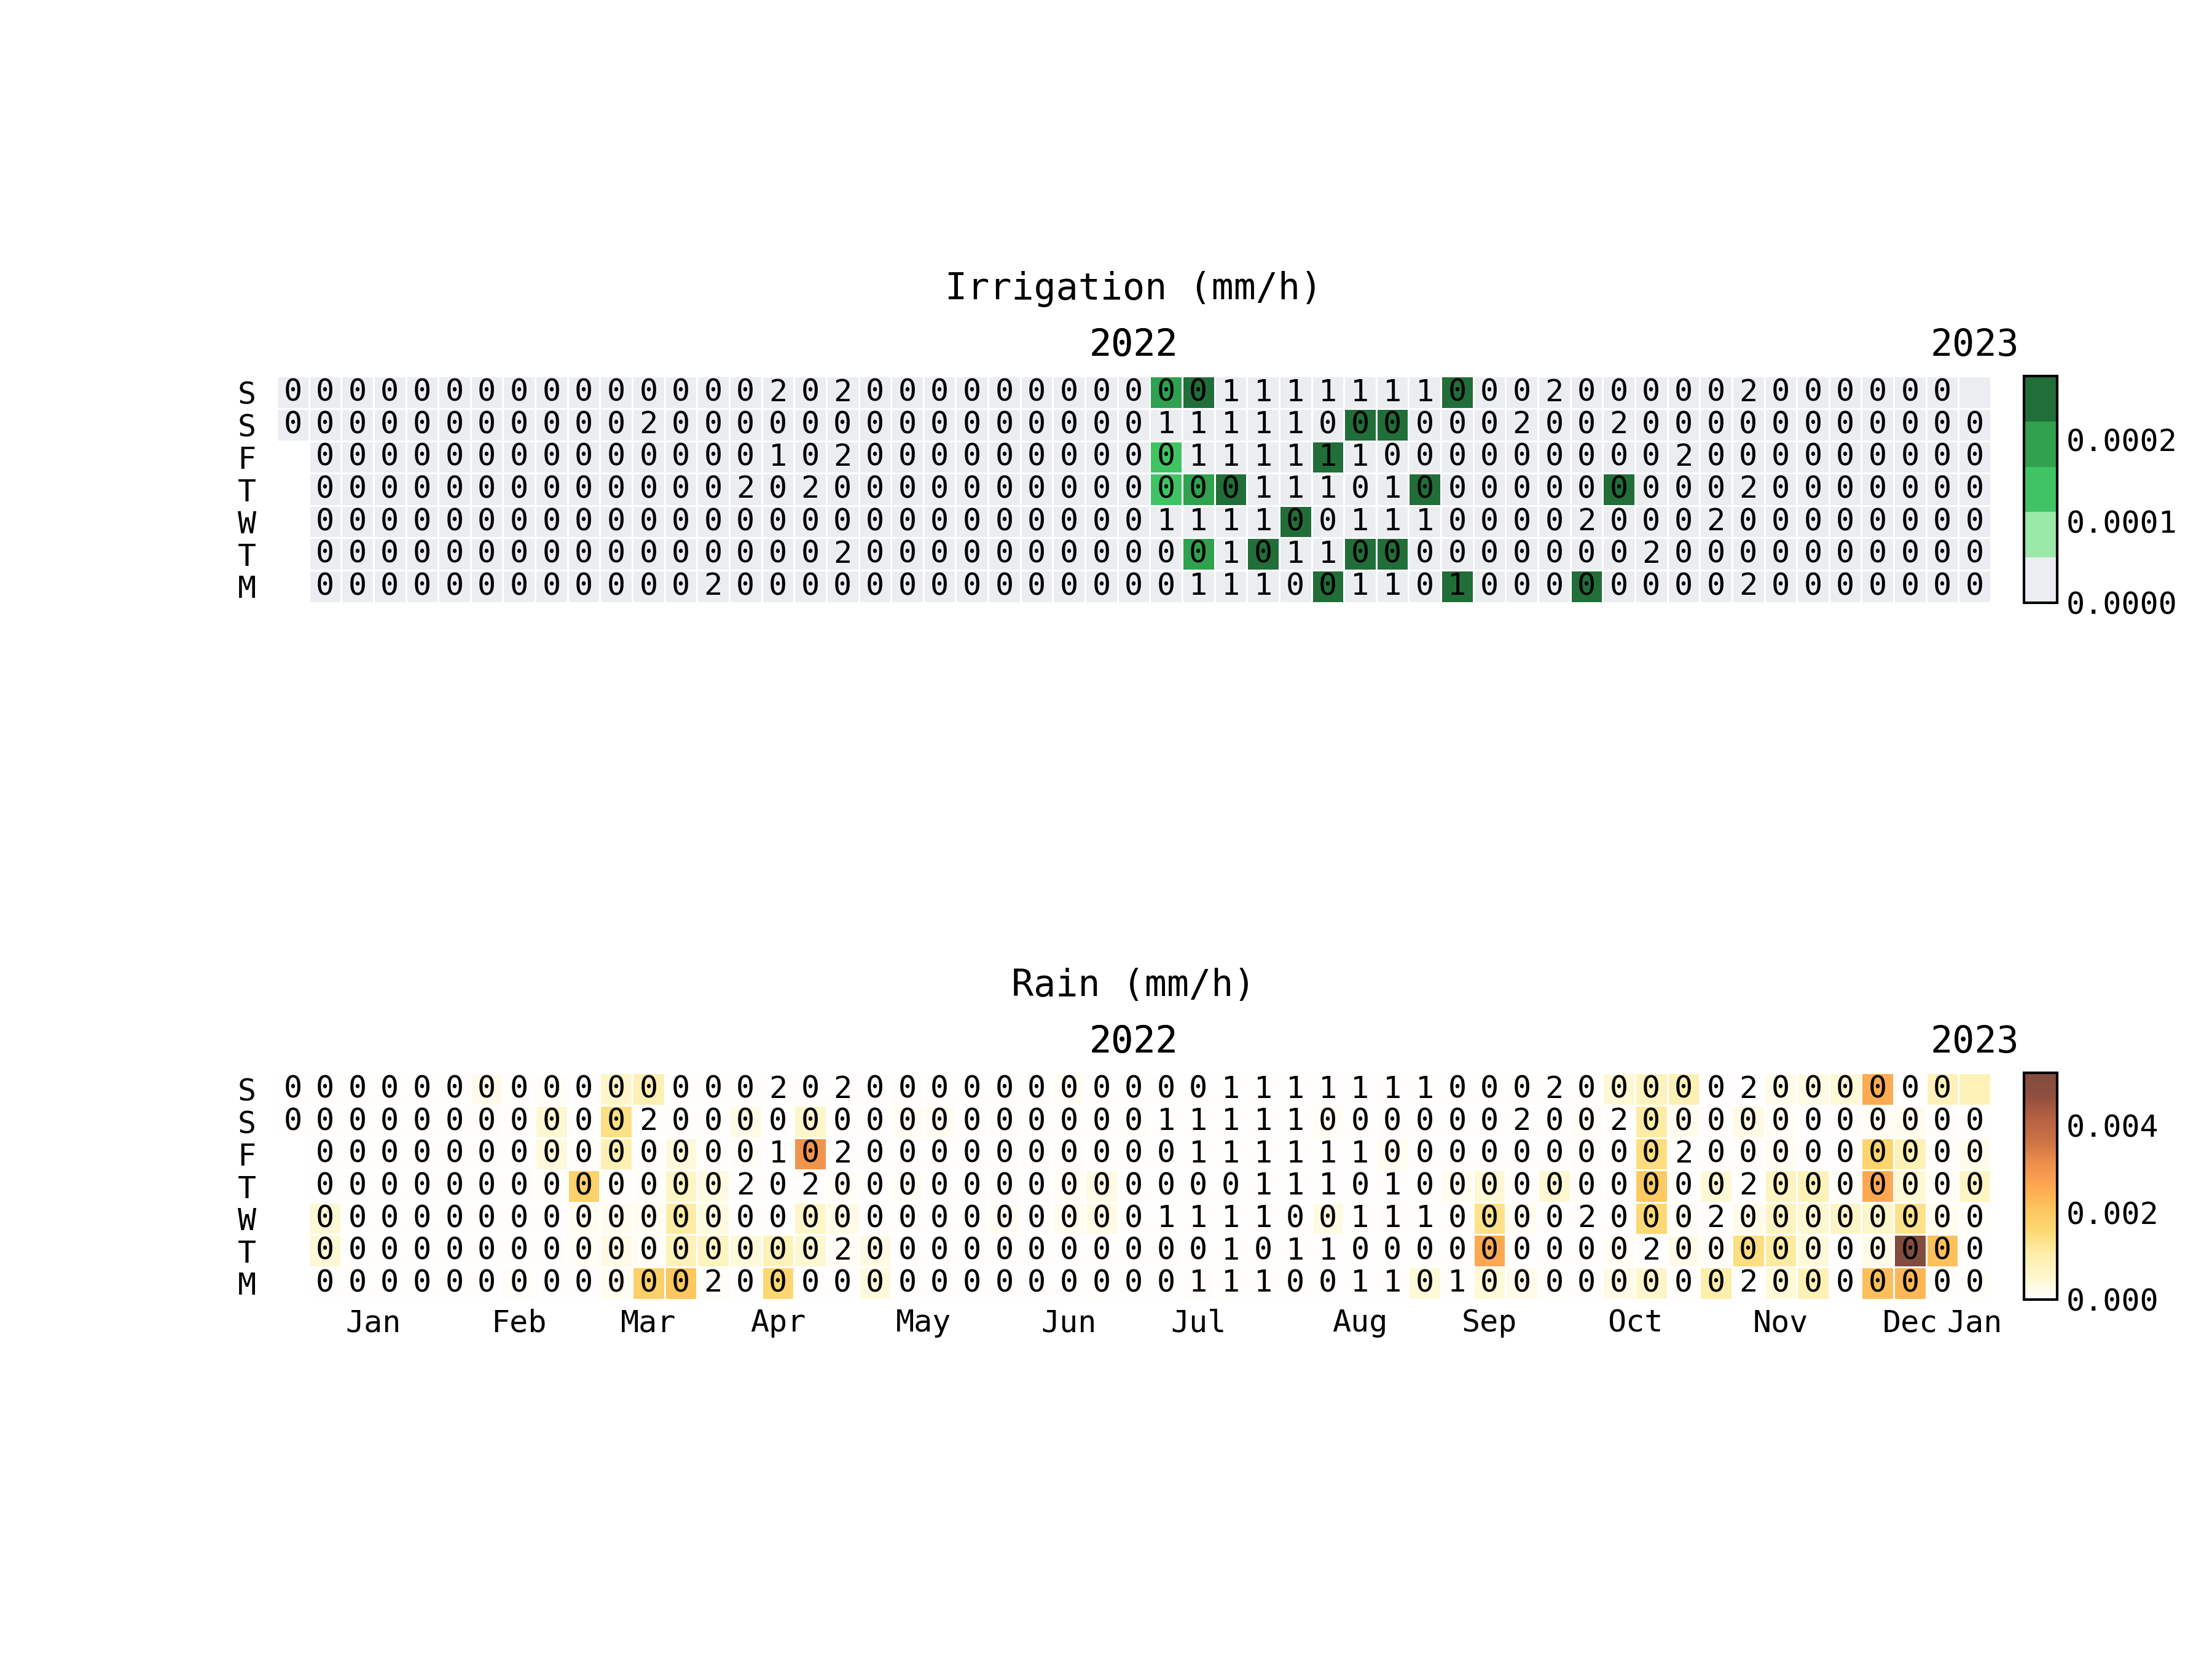 Irrigation (mm/h)
2022 2023
S 0 0 0 0 0 0 0 0 0 0 0 0 0 0 0 2 0 2 0 0 0 0 0 0 0 0 0 0 0 1 1 1 1 1 1 1 0 0 0 2 0 0 0 0 0 2 0 0 0 0 0 0
S 0 0 0 0 0 0 0 0 0 0 0 2 0 0 0 0 0 0 0 0 0 0 0 0 0 0 0 1 1 1 1 1 0 0 0 0 0 0 2 0 0 2 0 0 0 0 0 0 0 0 0 0 0
F 0 0 0 0 0 0 0 0 0 0 0 0 0 0 1 0 2 0 0 0 0 0 0 0 0 0 0 1 1 1 1 1 1 0 0 0 0 0 0 0 0 0 2 0 0 0 0 0 0 0 0 0
T 0 0 0 0 0 0 0 0 0 0 0 0 0 2 0 2 0 0 0 0 0 0 0 0 0 0 0 0 0 1 1 1 0 1 0 0 0 0 0 0 0 0 0 0 2 0 0 0 0 0 0 0
W 0 0 0 0 0 0 0 0 0 0 0 0 0 0 0 0 0 0 0 0 0 0 0 0 0 0 1 1 1 1 0 0 1 1 1 0 0 0 0 2 0 0 0 2 0 0 0 0 0 0 0 0
T 0 0 0 0 0 0 0 0 0 0 0 0 0 0 0 0 2 0 0 0 0 0 0 0 0 0 0 0 1 0 1 1 0 0 0 0 0 0 0 0 0 2 0 0 0 0 0 0 0 0 0 0
M 0 0 0 0 0 0 0 0 0 0 0 0 2 0 0 0 0 0 0 0 0 0 0 0 0 0 0 1 1 1 0 0 1 1 0 1 0 0 0 0 0 0 0 0 2 0 0 0 0 0 0 0
0.0002
0.0001
0.0000
Rain (mm/h)
2022 2023
S 0 0 0 0 0 0 0 0 0 0 0 0 0 0 0 2 0 2 0 0 0 0 0 0 0 0 0 0 0 1 1 1 1 1 1 1 0 0 0 2 0 0 0 0 0 2 0 0 0 0 0 0
S 0 0 0 0 0 0 0 0 0 0 0 2 0 0 0 0 0 0 0 0 0 0 0 0 0 0 0 1 1 1 1 1 0 0 0 0 0 0 2 0 0 2 0 0 0 0 0 0 0 0 0 0 0
F 0 0 0 0 0 0 0 0 0 0 0 0 0 0 1 0 2 0 0 0 0 0 0 0 0 0 0 1 1 1 1 1 1 0 0 0 0 0 0 0 0 0 2 0 0 0 0 0 0 0 0 0
T 0 0 0 0 0 0 0 0 0 0 0 0 0 2 0 2 0 0 0 0 0 0 0 0 0 0 0 0 0 1 1 1 0 1 0 0 0 0 0 0 0 0 0 0 2 0 0 0 0 0 0 0
W 0 0 0 0 0 0 0 0 0 0 0 0 0 0 0 0 0 0 0 0 0 0 0 0 0 0 1 1 1 1 0 0 1 1 1 0 0 0 0 2 0 0 0 2 0 0 0 0 0 0 0 0
T 0 0 0 0 0 0 0 0 0 0 0 0 0 0 0 0 2 0 0 0 0 0 0 0 0 0 0 0 1 0 1 1 0 0 0 0 0 0 0 0 0 2 0 0 0 0 0 0 0 0 0 0
M 0 0 0 0 0 0 0 0 0 0 0 0 2 0 0 0 0 0 0 0 0 0 0 0 0 0 0 1 1 1 0 0 1 1 0 1 0 0 0 0 0 0 0 0 2 0 0 0 0 0 0 0
0.004
0.002
0.000
Jan Feb Mar Apr May Jun Jul Aug Sep Oct Nov Dec Jan